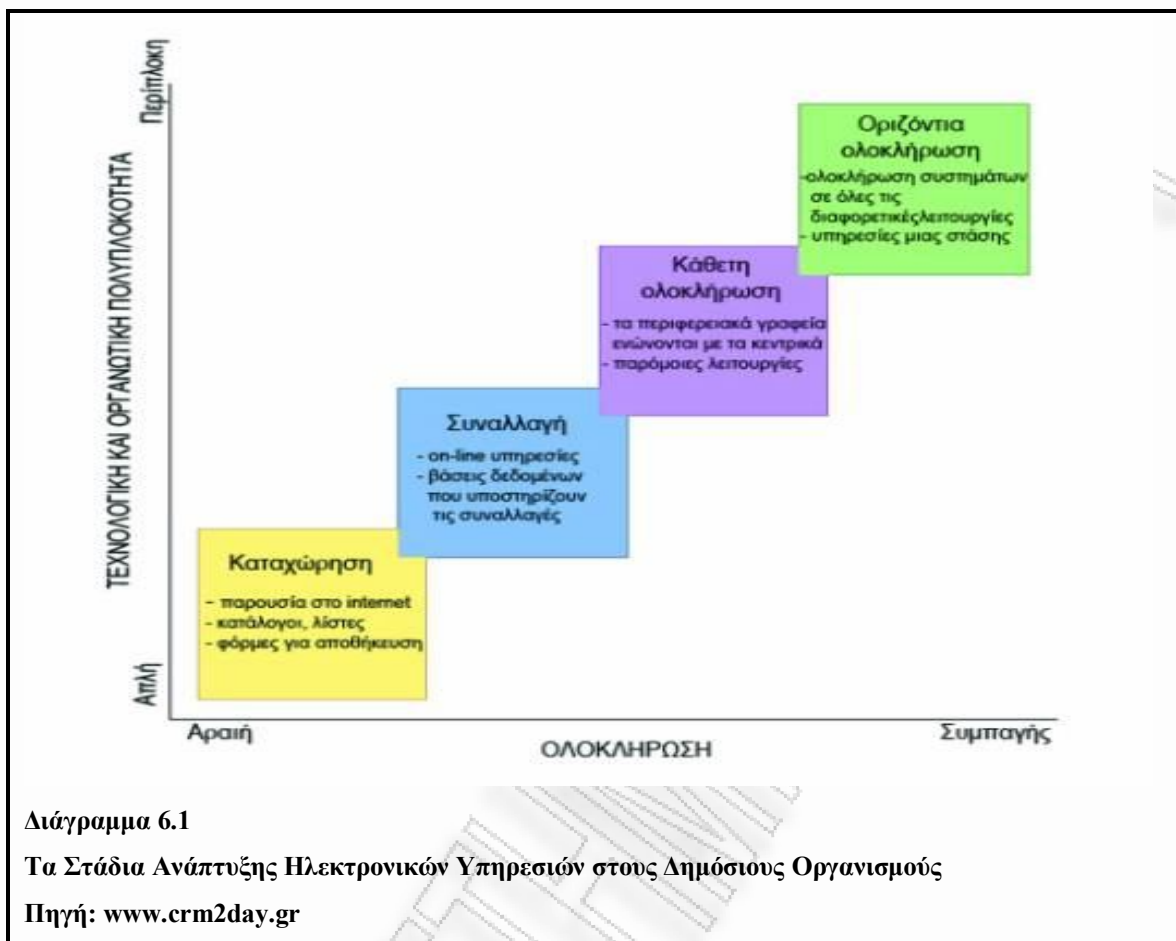 Περίπλοκη
ΤΕΧΝΟΛΟΓΙΚΗ ΚΑΙ ΟΡΓΑΝΩΤΙΚΗ ΠΟΛΥΠΛΟΚΟΤΗΤΑ
Απλή
Οριζόντια
ολοκλήρωση
-ολοκλήρωση συστημάτων
σε όλες τις
διαφορετικέςλειτουργίες
- υπηρεσίες μιας στάσης
Κάθετη
ολοκλήρωση
- τα περιφερειακά γραφεία
ενώνονται με τα κεντρικά
- παρόμοιες λειτουργίες
Συναλλαγή
- on-line υπηρεσίες
- βάσεις δεδομένων
που υποστηρίζουν
τις συναλλαγές
Καταχώρηση
- παρουσία στο internet
- κατάλογοι, λίστες
- φόρμες για αποθήκευση
Αραιή
ΟΛΟΚΛΗΡΩΣΗ
Συμπαγής
Διάγραμμα 6.1
Τα Στάδια Ανάπτυξης Ηλεκτρονικών Υπηρεσιών στους Δημόσιους Οργανισμούς
Πηγή: www.crm2day.gr